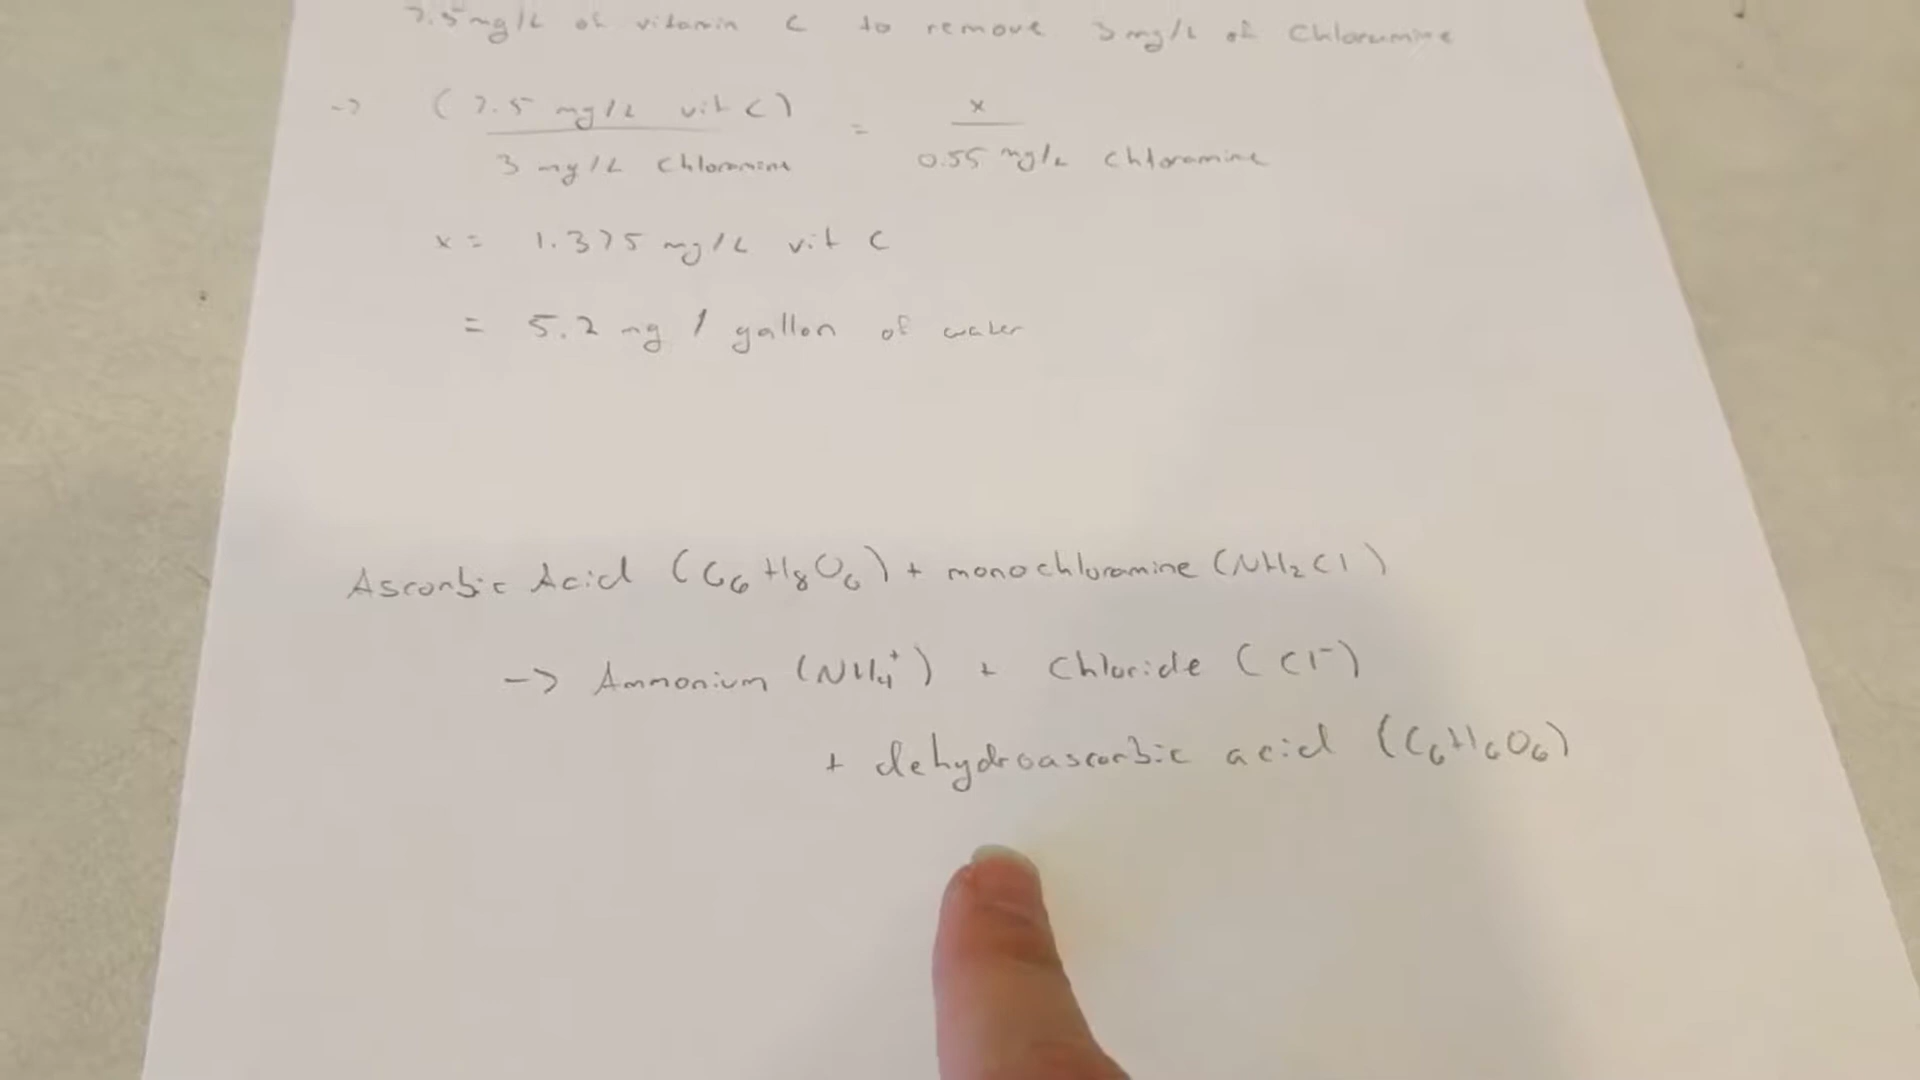 7.5 mg/L of vitamin C to remove 3 mg/L of Chloramine
-> (7.5 mg/L vit C) / 3 mg/L Chloramine = x / 0.55 mg/L chloramine
x = 1.375 mg/L vit C
= 5.2 mg / gallon of water
Ascorbic Acid (C6H8O6) + monochloramine (NH2Cl)
-> Ammonium (NH4+) + Chloride (Cl-)
+ dehydroascorbic acid (C6H6O6)